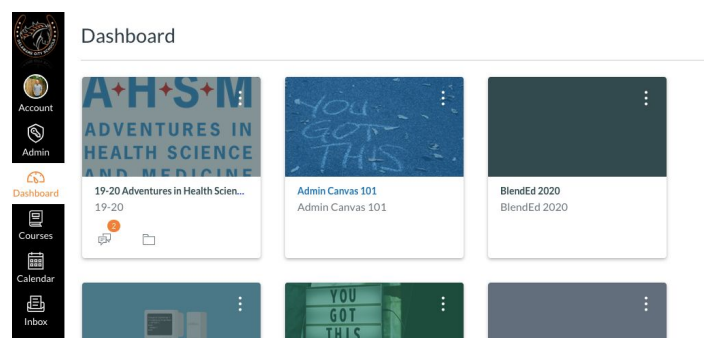 Dashboard
Account
Admin
Dashboard
Courses
Calendar
Inbox
A+H+S+M
ADVENTURES IN
HEALTH SCIENCE
AND MEDICINE
19-20 Adventures in Health Scien...
19-20
2
YOU
GOT
THIS
Admin Canvas 101
Admin Canvas 101
BlendEd 2020
BlendEd 2020
YOU
GOT
THIS